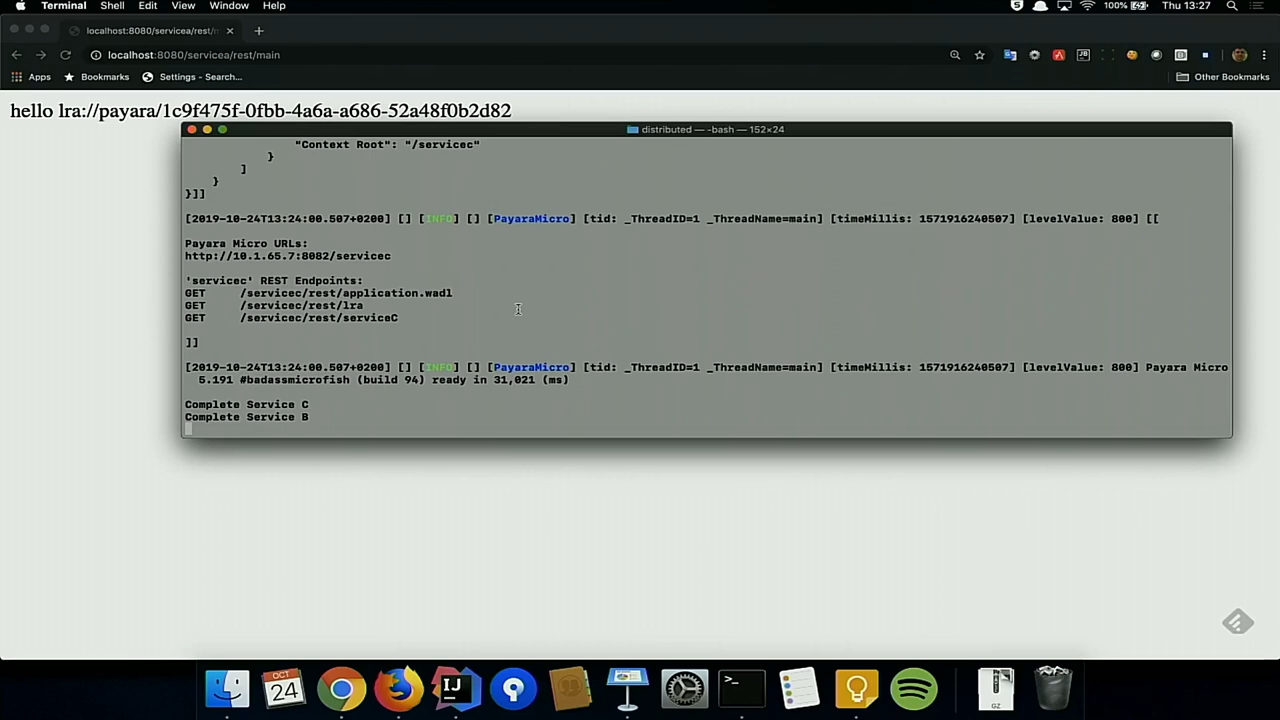 Terminal Shell Edit View Window Help 5 100% Thu 13:27
localhost:8080/servicea/rest/m
localhost:8080/servicea/rest/main
Apps Bookmarks Settings - Search... Other Bookmarks
hello lra://payara/1c9f475f-0fbb-4a6a-a686-52a48f0b2d82
distributed — -bash — 152×24
"Context Root": "/servicec"
}
]
}
}]]
[2019-10-24T13:24:00.507+0200] [] [INFO] [] [PayaraMicro] [tid: _ThreadID=1 _ThreadName=main] [timeMillis: 1571916240507] [levelValue: 800] [[
Payara Micro URLs:
http://10.1.65.7:8082/servicec
'servicec' REST Endpoints:
GET /servicec/rest/application.wadl
GET /servicec/rest/lra
GET /servicec/rest/serviceC
]]
[2019-10-24T13:24:00.507+0200] [] [INFO] [] [PayaraMicro] [tid: _ThreadID=1 _ThreadName=main] [timeMillis: 1571916240507] [levelValue: 800] Payara Micro
5.191 #badassmicrofish (build 94) ready in 31,021 (ms)
Complete Service C
Complete Service B
OCT
24
IJ
>_
GZ